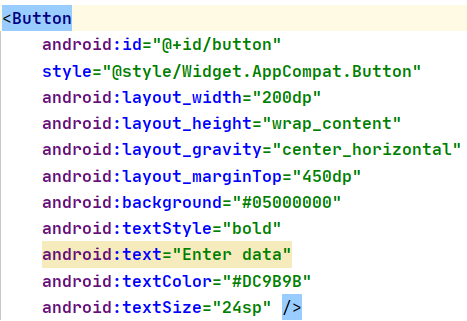 <Button
android:id="@+id/button"
style="@style/Widget.AppCompat.Button"
android:layout_width="200dp"
android:layout_height="wrap_content"
android:layout_gravity="center_horizontal"
android:layout_marginTop="450dp"
android:background="#05000000"
android:textStyle="bold"
android:text="Enter data"
android:textColor="#DC9B9B"
android:textSize="24sp" />